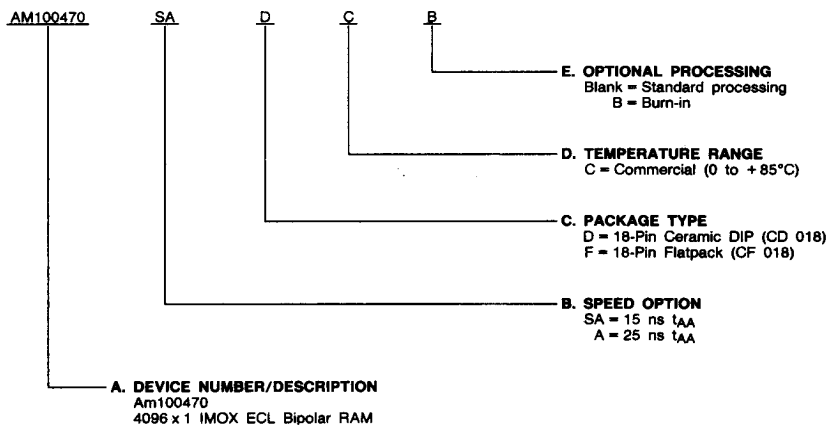 AM100470 SA D C B
E. OPTIONAL PROCESSING
Blank = Standard processing
B = Burn-in
D. TEMPERATURE RANGE
C = Commercial (0 to +85°C)
C. PACKAGE TYPE
D = 18-Pin Ceramic DIP (CD 018)
F = 18-Pin Flatpack (CF 018)
B. SPEED OPTION
SA = 15 ns tAA
A = 25 ns tAA
A. DEVICE NUMBER/DESCRIPTION
Am100470
4096 x 1 IMOX ECL Bipolar RAM